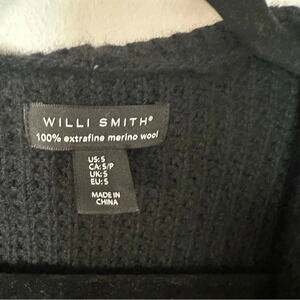 WILLI SMITH®
100% extrafine merino wool
US:S
CA:S/P
UK:S
EU:S
MADE IN
CHINA